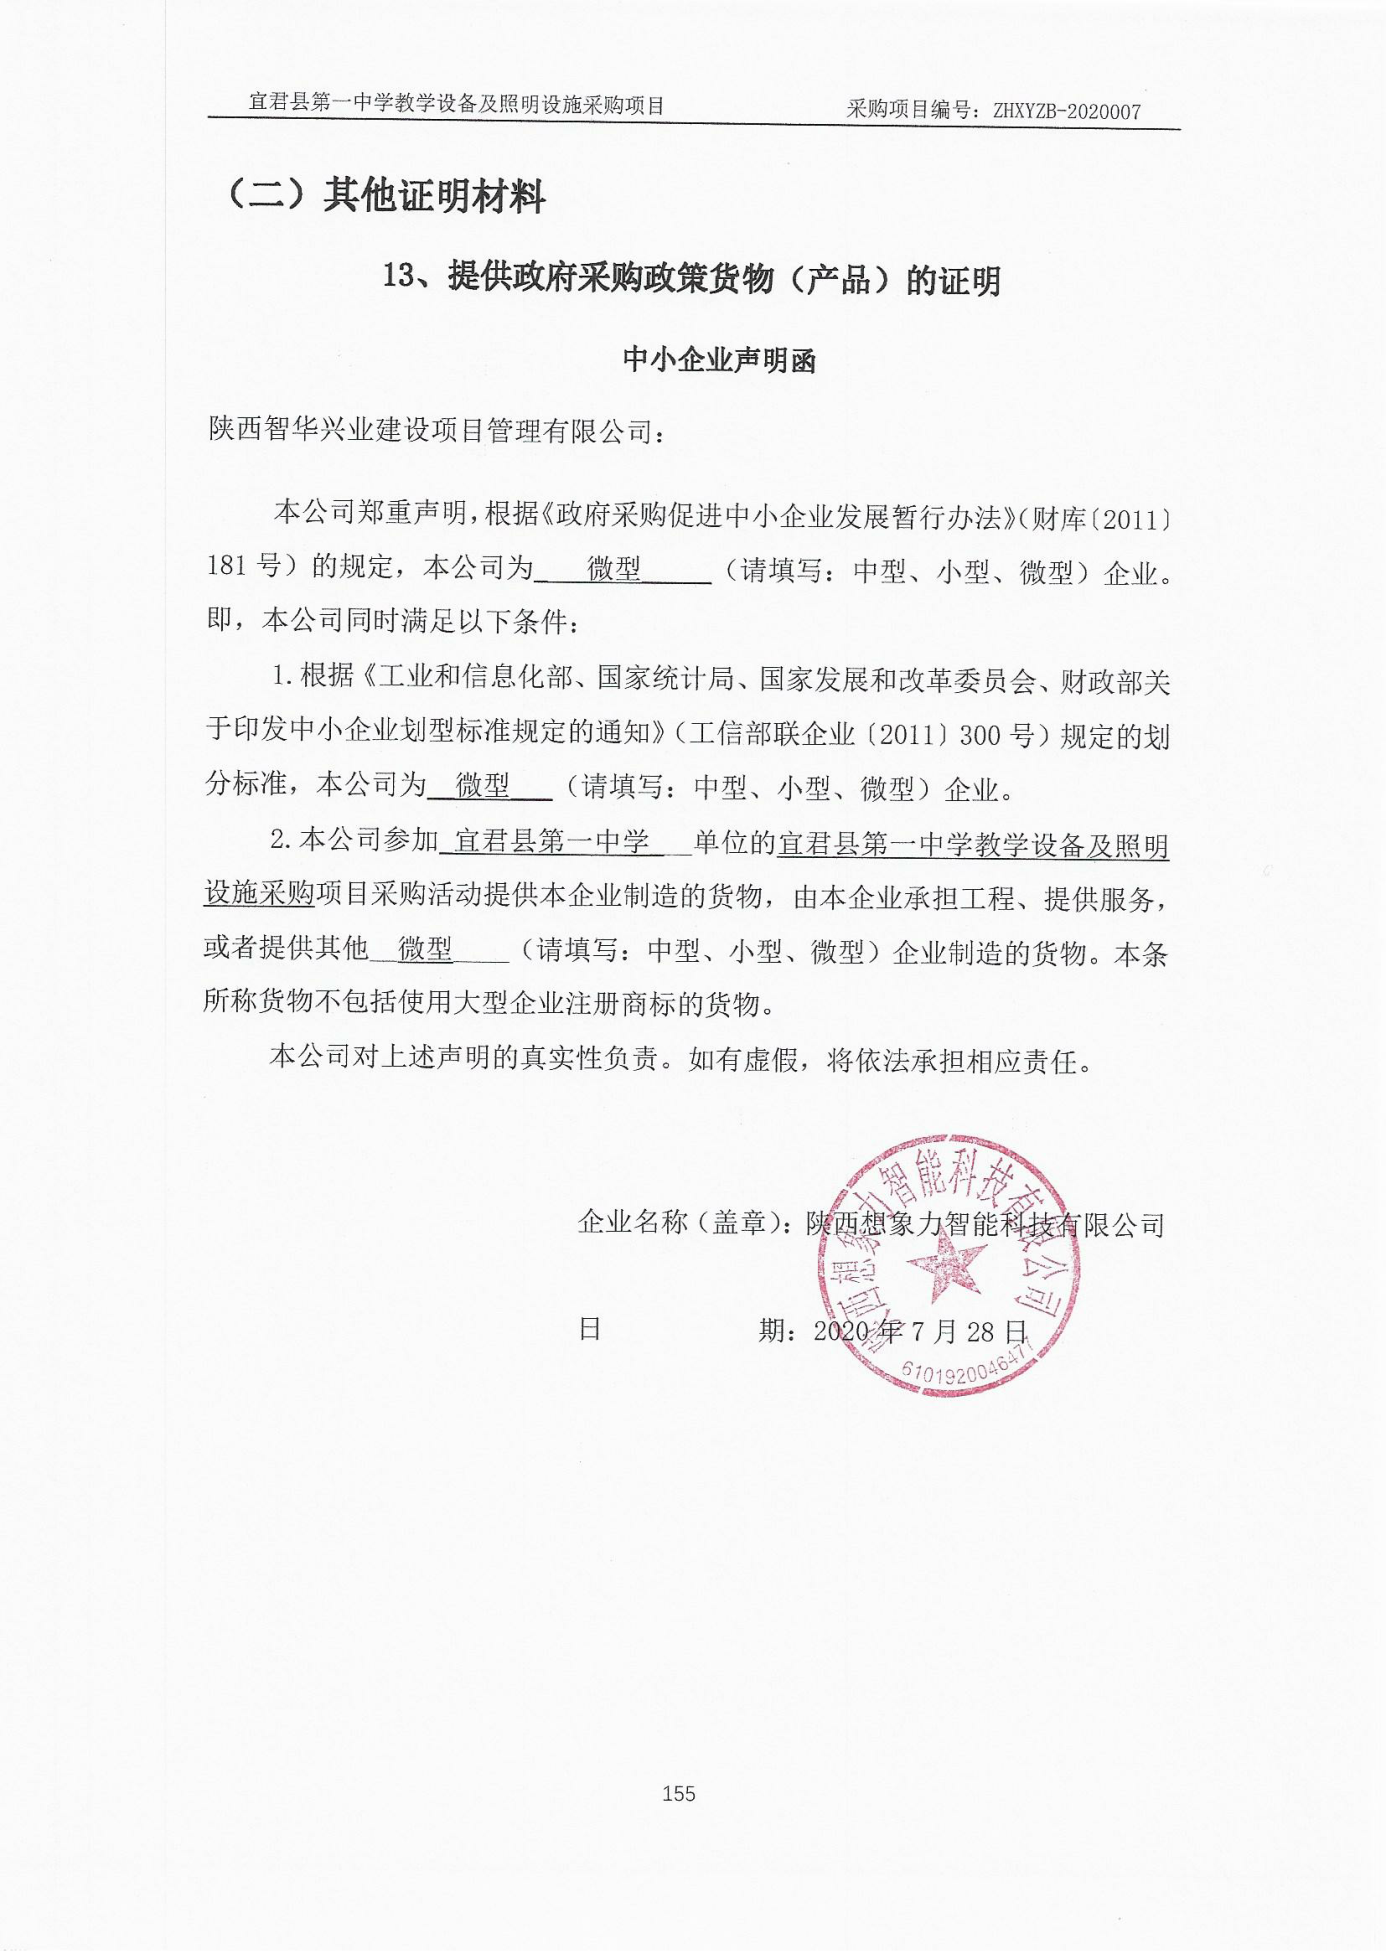 宜君县第一中学教学设备及照明设施采购项目 采购项目编号：ZHXYZB-2020007
（二）其他证明材料
13、提供政府采购政策货物（产品）的证明
中小企业声明函
陕西智华兴业建设项目管理有限公司：
本公司郑重声明，根据《政府采购促进中小企业发展暂行办法》（财库〔2011〕
181 号）的规定，本公司为 微型 （请填写：中型、小型、微型）企业。
即，本公司同时满足以下条件：
1.根据《工业和信息化部、国家统计局、国家发展和改革委员会、财政部关
于印发中小企业划型标准规定的通知》（工信部联企业〔2011〕300 号）规定的划
分标准，本公司为 微型 （请填写：中型、小型、微型）企业。
2.本公司参加 宜君县第一中学 单位的宜君县第一中学教学设备及照明
设施采购项目采购活动提供本企业制造的货物，由本企业承担工程、提供服务，
或者提供其他 微型 （请填写：中型、小型、微型）企业制造的货物。本条
所称货物不包括使用大型企业注册商标的货物。
本公司对上述声明的真实性负责。如有虚假，将依法承担相应责任。
企业名称（盖章）：陕西想象力智能科技有限公司
日 期：2020 年 7 月 28 日
陕西想象力智能科技有限公司
6101920046477
155